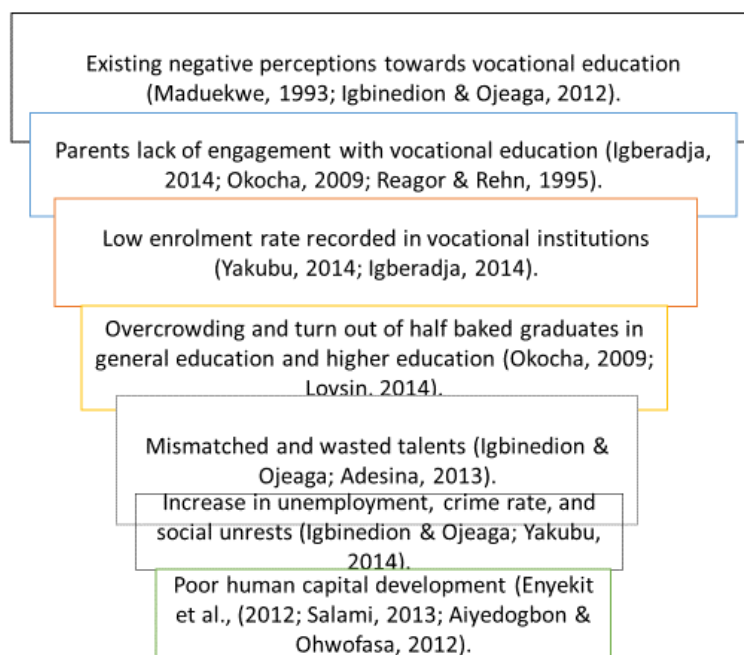 Existing negative perceptions towards vocational education
(Maduekwe, 1993; Igbinedion & Ojeaga, 2012).
Parents lack of engagement with vocational education (Igberadja,
2014; Okocha, 2009; Reagor & Rehn, 1995).
Low enrolment rate recorded in vocational institutions
(Yakubu, 2014; Igberadja, 2014).
Overcrowding and turn out of half baked graduates in
general education and higher education (Okocha, 2009;
Lovsin, 2014).
Mismatched and wasted talents (Igbinedion &
Ojeaga; Adesina, 2013).
Increase in unemployment, crime rate, and
social unrests (Igbinedion & Ojeaga; Yakubu,
2014).
Poor human capital development (Enyekit
et al., (2012; Salami, 2013; Aiyedogbon &
Ohwofasa, 2012).